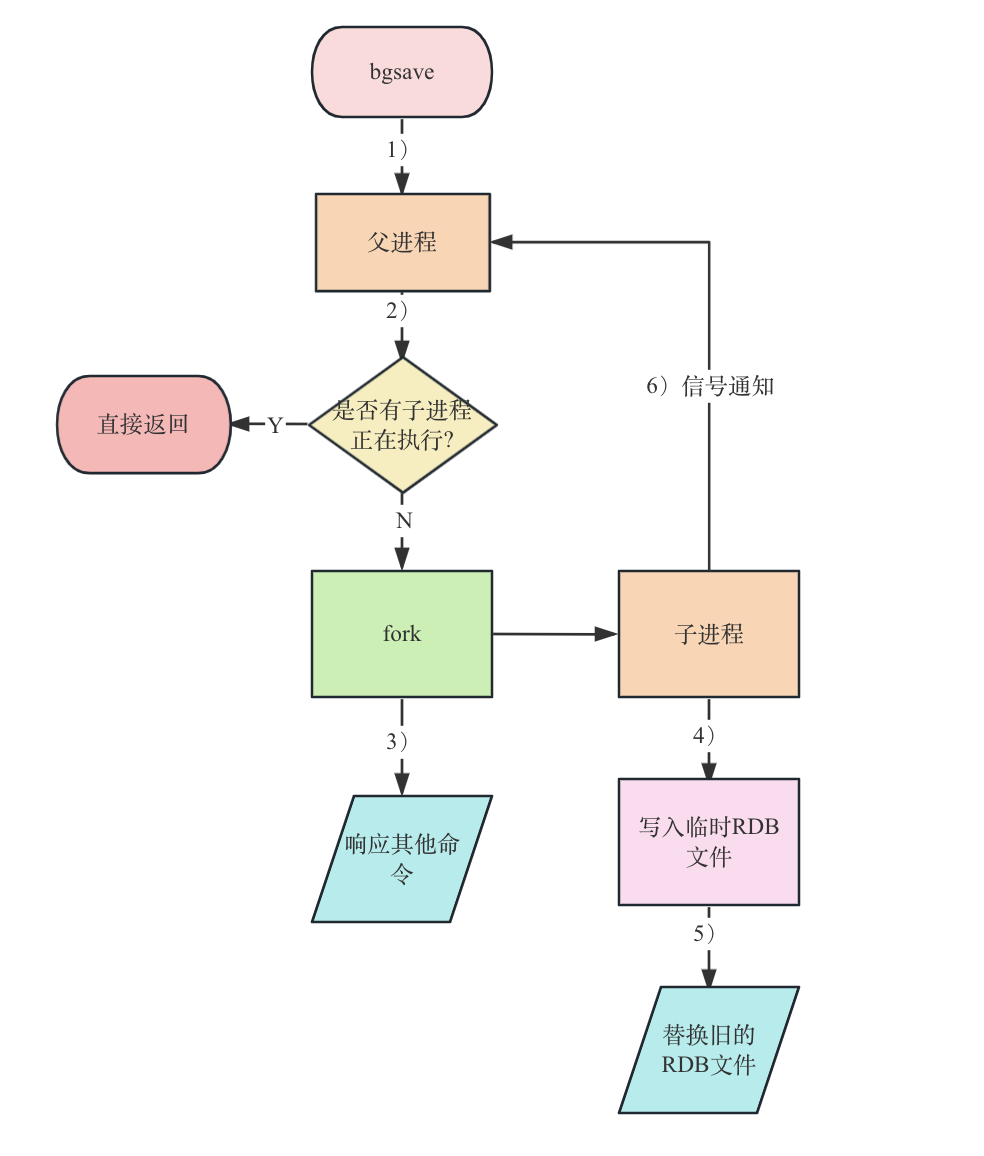 bgsave
1）
父进程
2）
是否有子进程
正在执行?
Y
直接返回
6）信号通知
N
fork
子进程
3）
4）
响应其他命
令
写入临时RDB
文件
5）
替换旧的
RDB文件